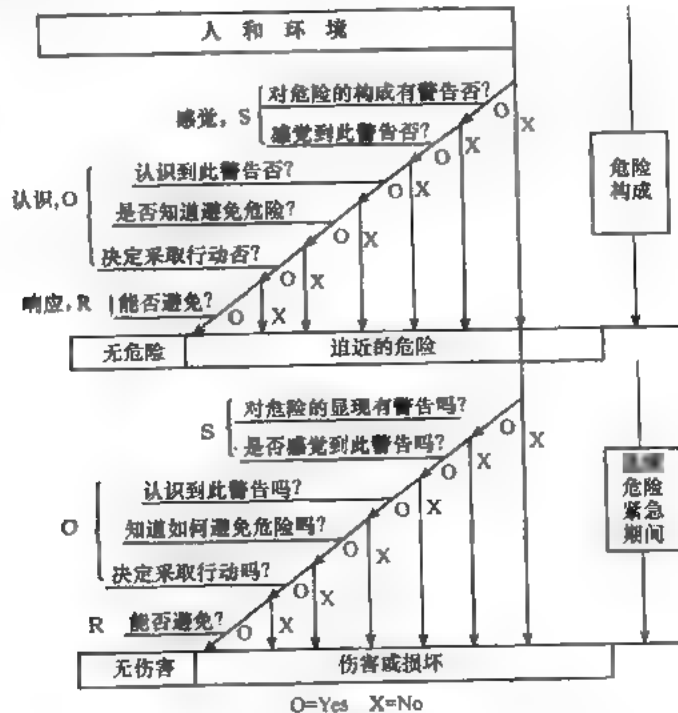 人 和 环 境
感觉, S
对危险的构成有警告否?
感觉到此警告否?
O
X
O
X
认识, O
认识到此警告否?
是否知道避免危险?
决定采取行动否?
O
X
O
X
O
X
响应, R
能否避免?
O
X
危险
构成
无危险
迫近的危险
S
对危险的显现有警告吗?
是否感觉到此警告吗?
O
X
O
X
O
认识到此警告吗?
知道如何避免危险吗?
决定采取行动吗?
O
X
O
X
O
X
R
能否避免?
O
X
危险
紧急
期间
无伤害
伤害或损坏
O=Yes X=No